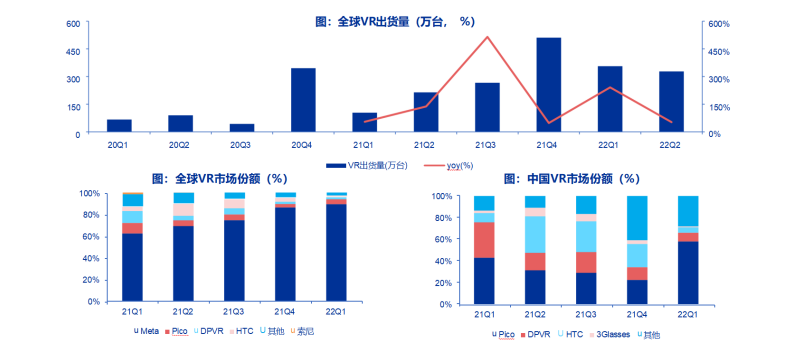 图：全球VR出货量（万台， %）
600 600%
450 450%
300 300%
150 150%
0 0%
20Q1 20Q2 20Q3 20Q4 21Q1 21Q2 21Q3 21Q4 22Q1 22Q2
VR出货量(万台) yoy(%)
图：全球VR市场份额（%）
100%
80%
60%
40%
20%
0%
21Q1 21Q2 21Q3 21Q4 22Q1
Meta Pico DPVR HTC 其他 索尼
图：中国VR市场份额（%）
100%
80%
60%
40%
20%
0%
21Q1 21Q2 21Q3 21Q4 22Q1
Pico DPVR HTC 3Glasses 其他